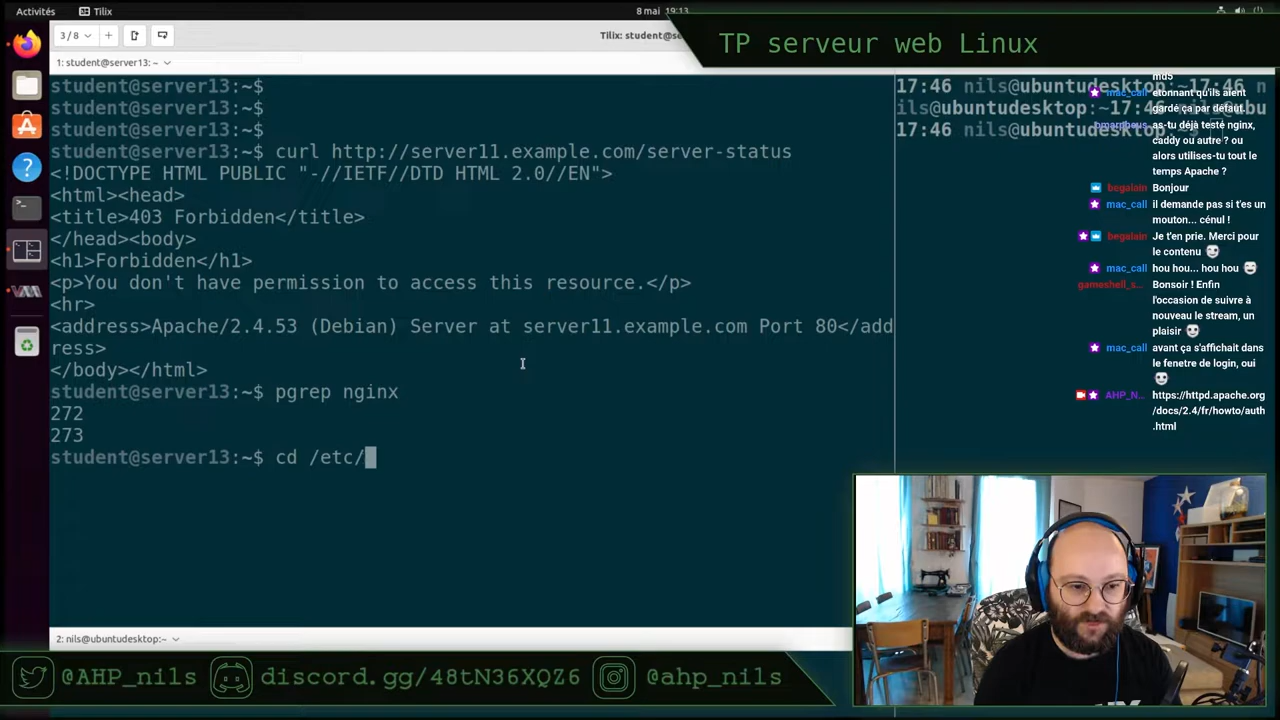 Activités
Tilix
8 mai 19:13
3/8
Tilix: student@se
TP serveur web Linux
1: student@server13: ~
student@server13:~$
student@server13:~$
student@server13:~$
student@server13:~$ curl http://server11.example.com/server-status
<!DOCTYPE HTML PUBLIC "-//IETF//DTD HTML 2.0//EN">
<html><head>
<title>403 Forbidden</title>
</head><body>
<h1>Forbidden</h1>
<p>You don't have permission to access this resource.</p>
<hr>
<address>Apache/2.4.53 (Debian) Server at server11.example.com Port 80</add
ress>
</body></html>
student@server13:~$ pgrep nginx
272
273
student@server13:~$ cd /etc/
17:46 nils@ubuntudesktop:~17:46 n
ils@ubuntudesktop:~17:46 nils@ubu
17:46 nils@ubuntudesktop:~$
md5
mac_call étonnant qu'ils aient
gardé ça par défaut.
as-tu déjà testé nginx,
caddy ou autre ? ou
alors utilises-tu tout le
temps Apache ?
begalain Bonjour
mac_call il demande pas si t'es un
mouton... cénul !
begalain Je t'en prie. Merci pour
le contenu
mac_call hou hou... hou hou
gameshell_s... Bonsoir ! Enfin
l'occasion de suivre à
nouveau le stream, un
plaisir
mac_call avant ça s'affichait dans
le fenetre de login, oui
AHP_N... https://httpd.apache.org
/docs/2.4/fr/howto/auth
.html
2: nils@ubuntudesktop:~
@AHP_nils
discord.gg/48tN36XQZ6
@ahp_nils